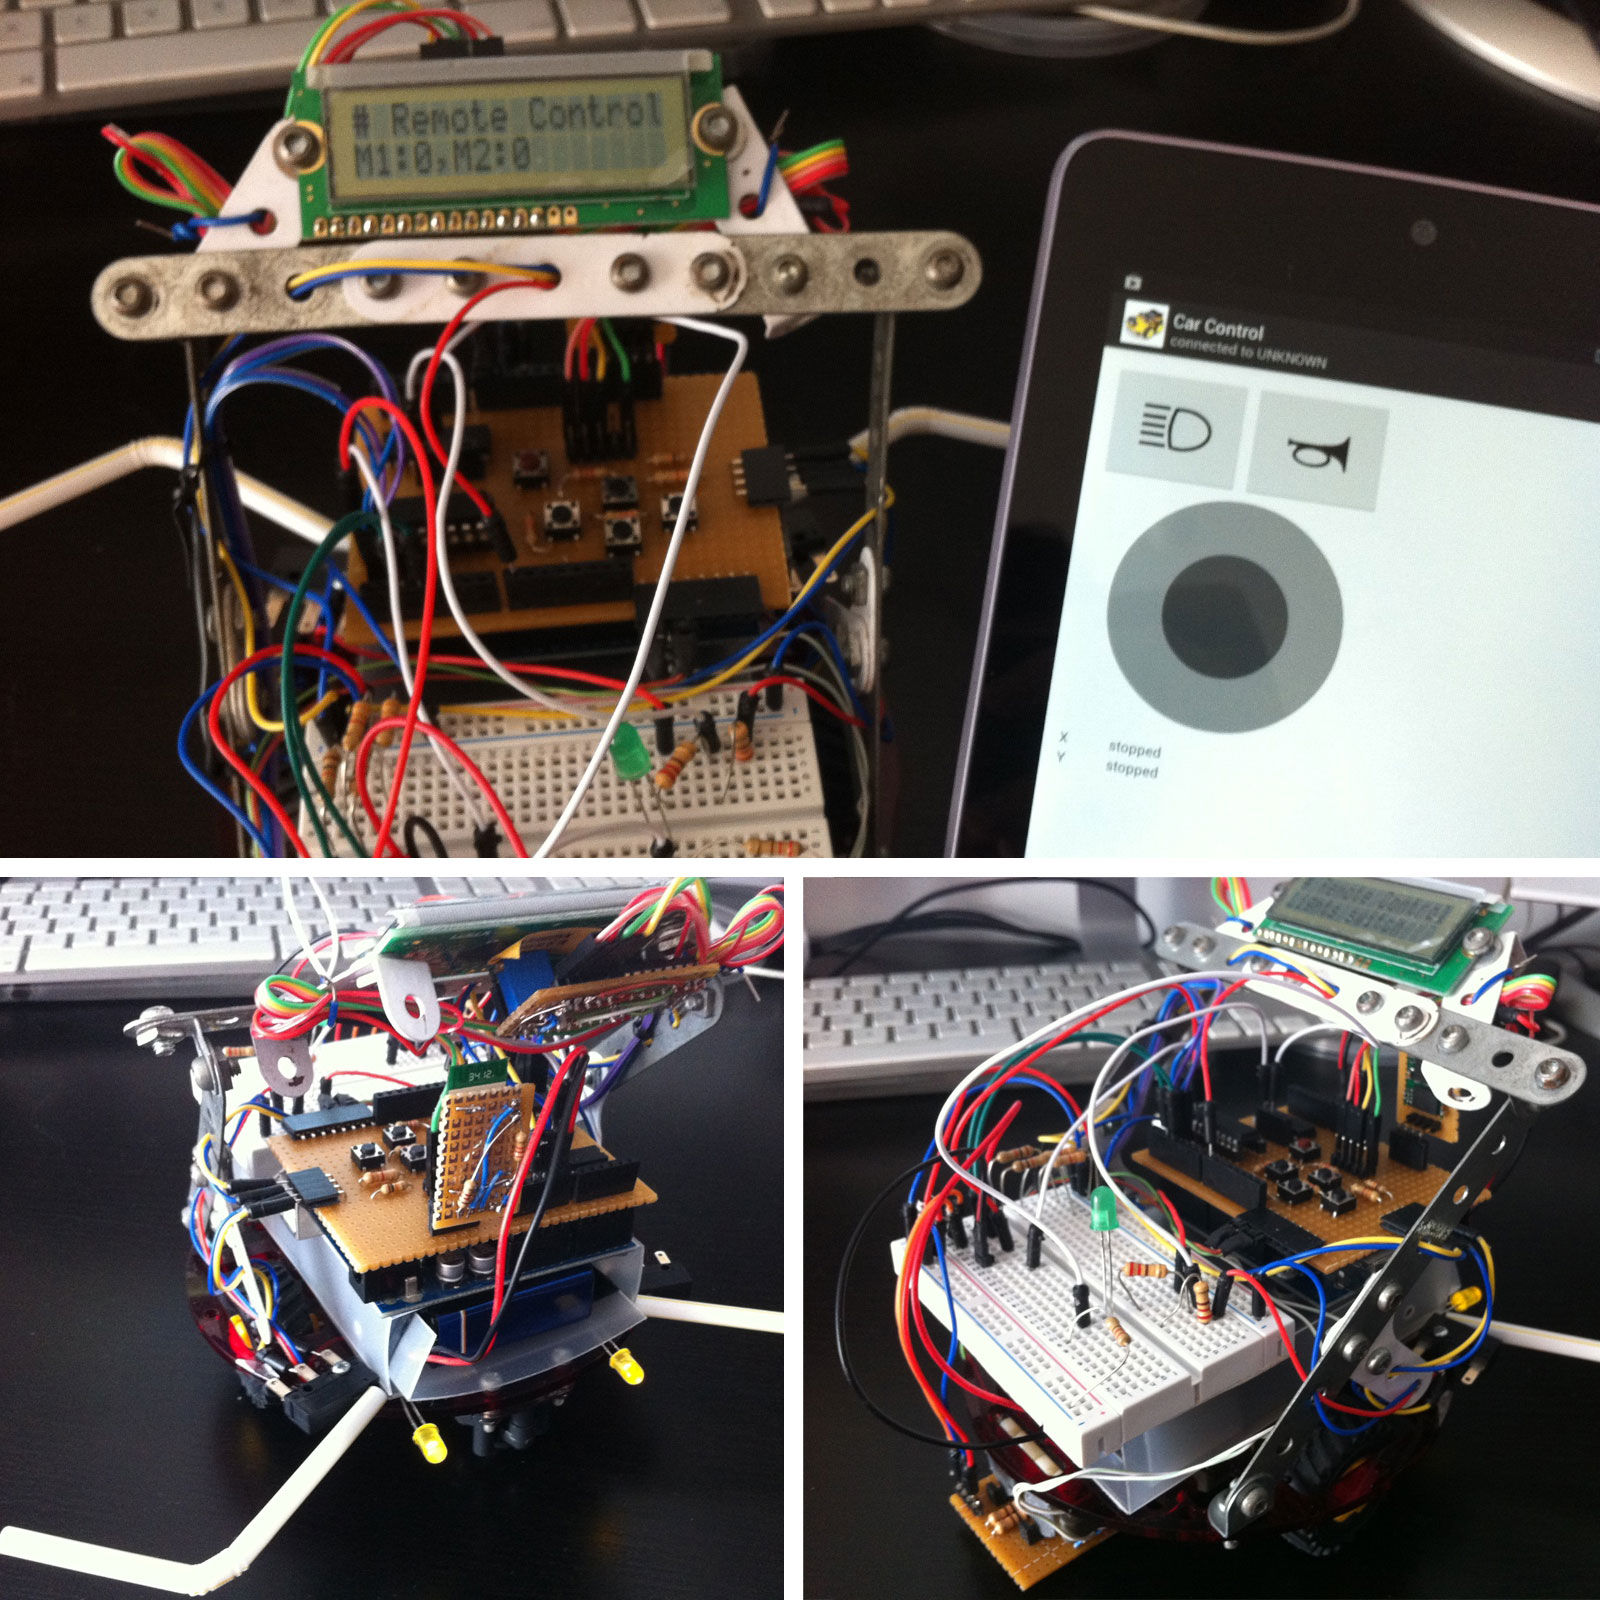 # Remote Control
M1:0,M2:0
Car Control
connected to UNKNOWN
X stopped
Y stopped